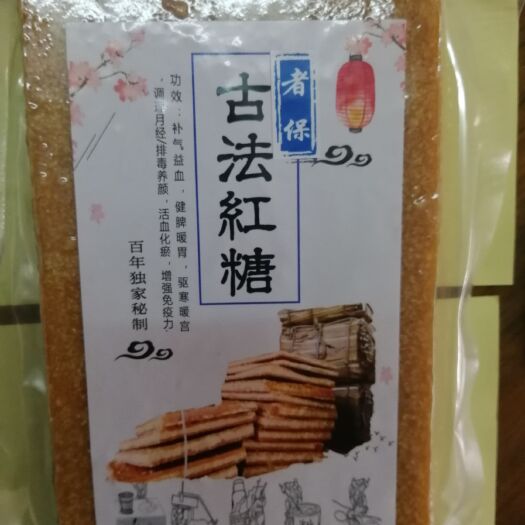 者保
古法紅糖
功效：补气益血，健脾暖胃，驱寒暖宫
，调理月经/排毒养颜，活血化瘀，增强免疫力
百年独家秘制